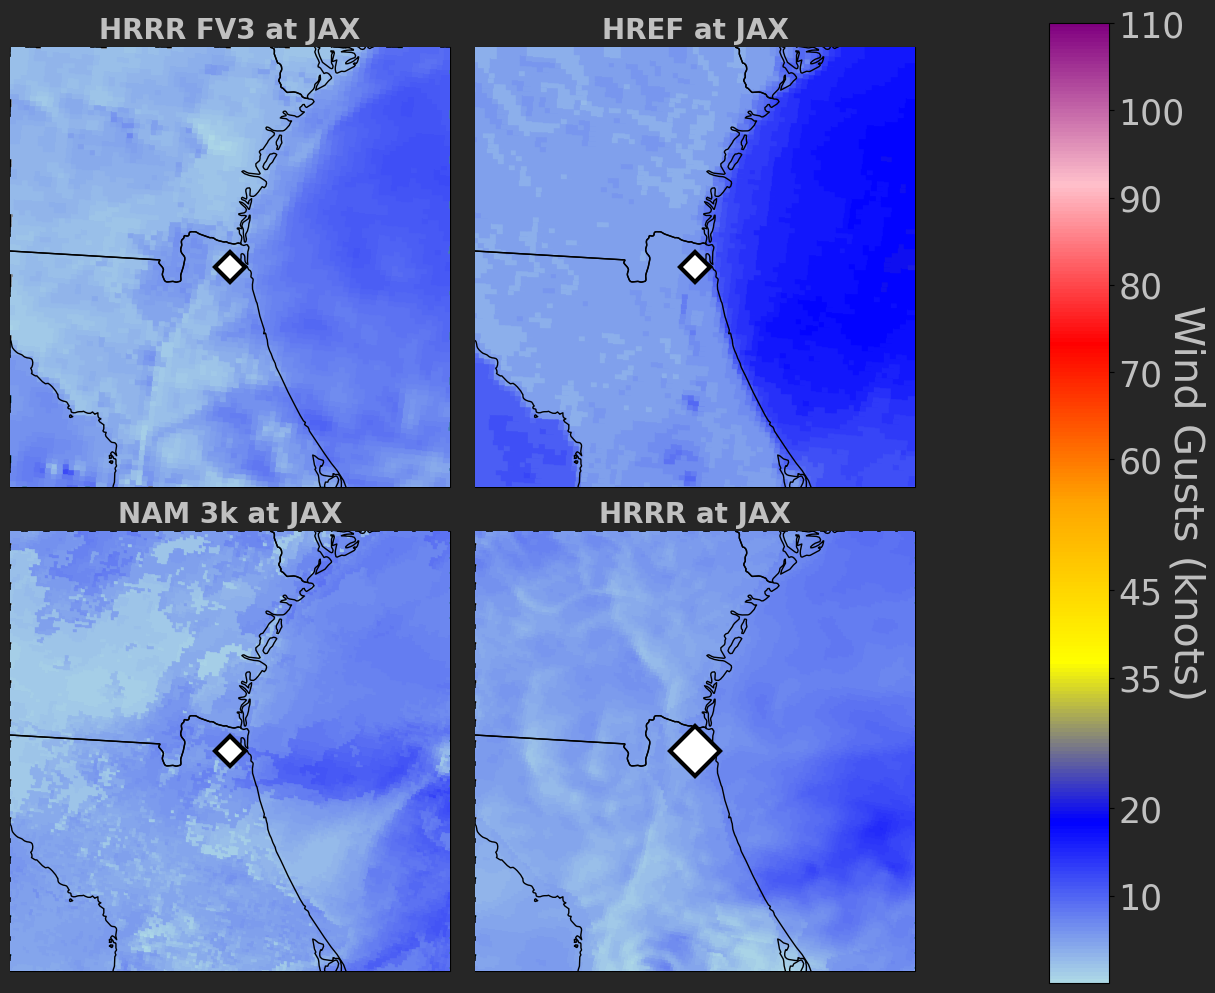 HRRR FV3 at JAX
HREF at JAX
NAM 3k at JAX
HRRR at JAX
110
100
90
80
70
60
45
35
20
10
Wind Gusts (knots)